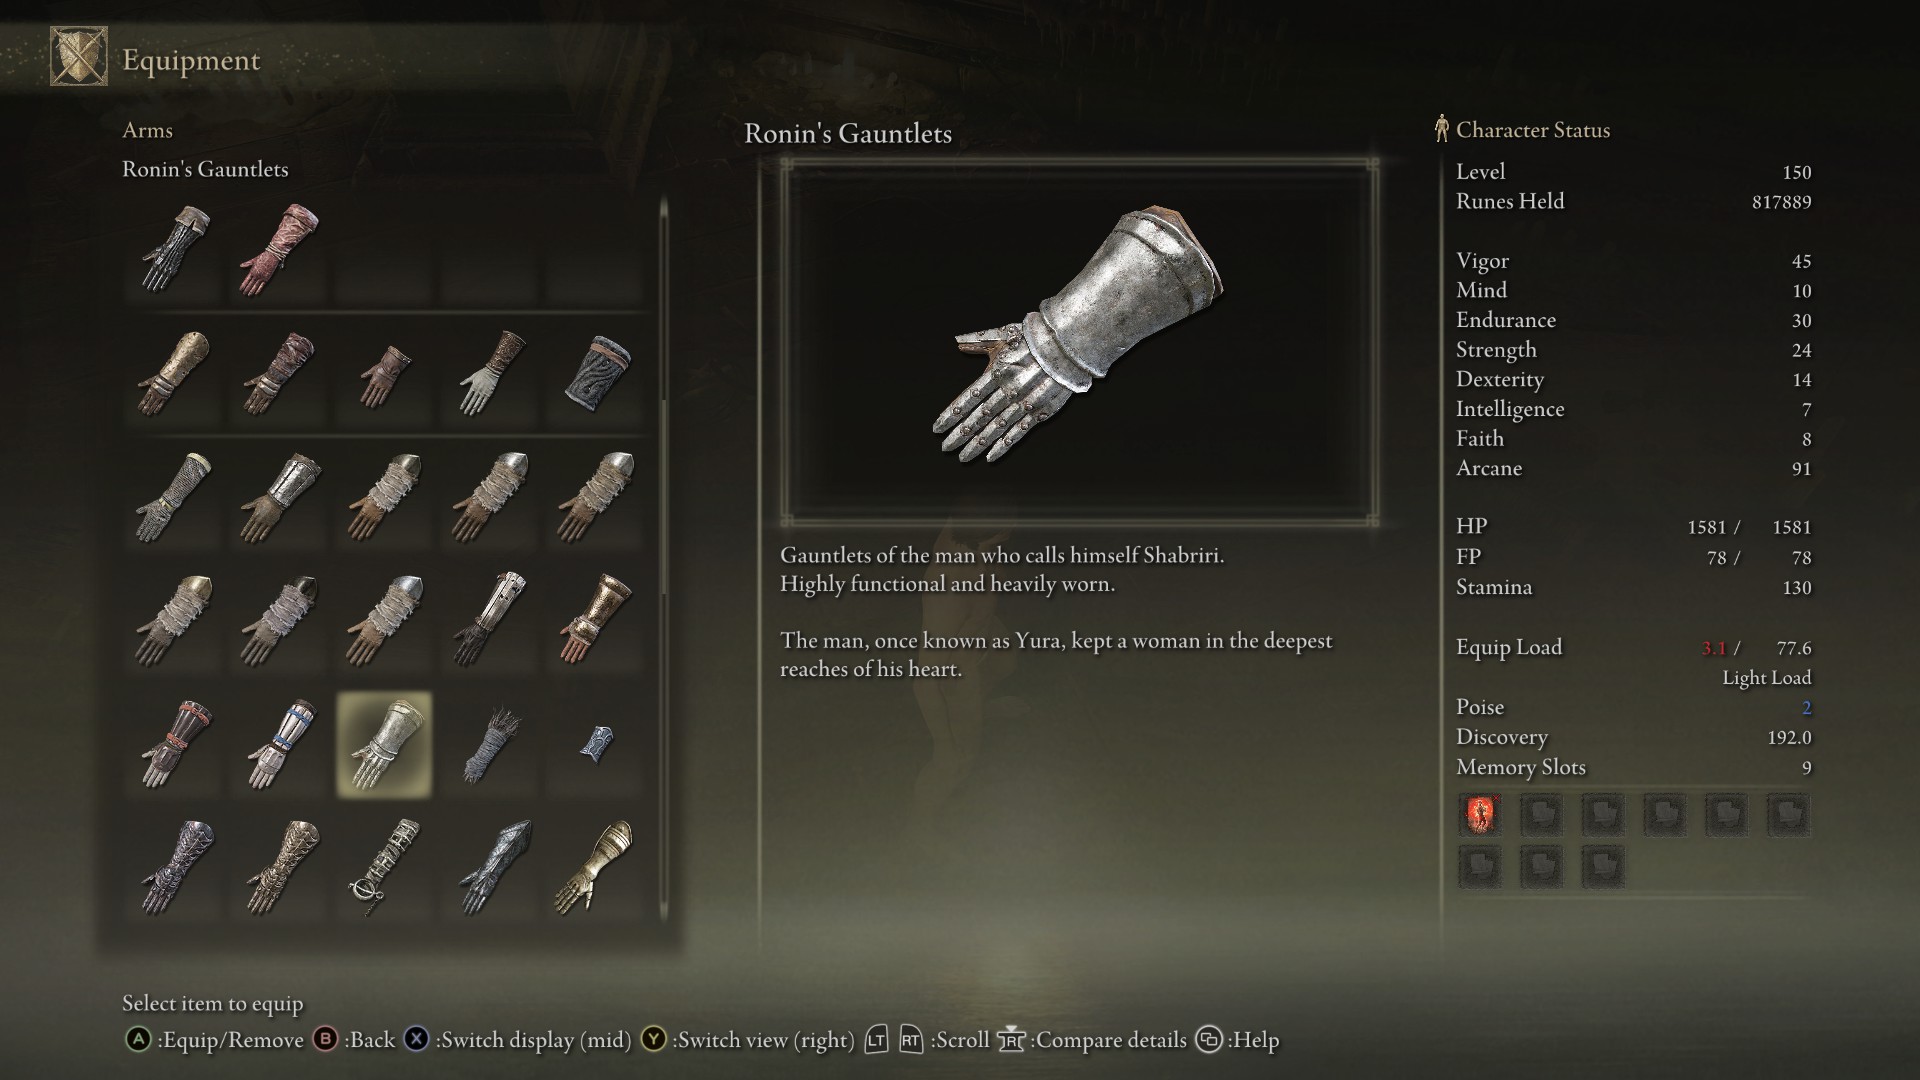 Equipment
Arms
Ronin's Gauntlets
Ronin's Gauntlets
Gauntlets of the man who calls himself Shabriri.
Highly functional and heavily worn.
The man, once known as Yura, kept a woman in the deepest
reaches of his heart.
Character Status
Level 150
Runes Held 817889
Vigor 45
Mind 10
Endurance 30
Strength 24
Dexterity 14
Intelligence 7
Faith 8
Arcane 91
HP 1581 / 1581
FP 78 / 78
Stamina 130
Equip Load 3.1 / 77.6
Light Load
Poise 2
Discovery 192.0
Memory Slots 9
Select item to equip
A :Equip/Remove B :Back X :Switch display (mid) Y :Switch view (right) LT RT :Scroll R :Compare details :Help